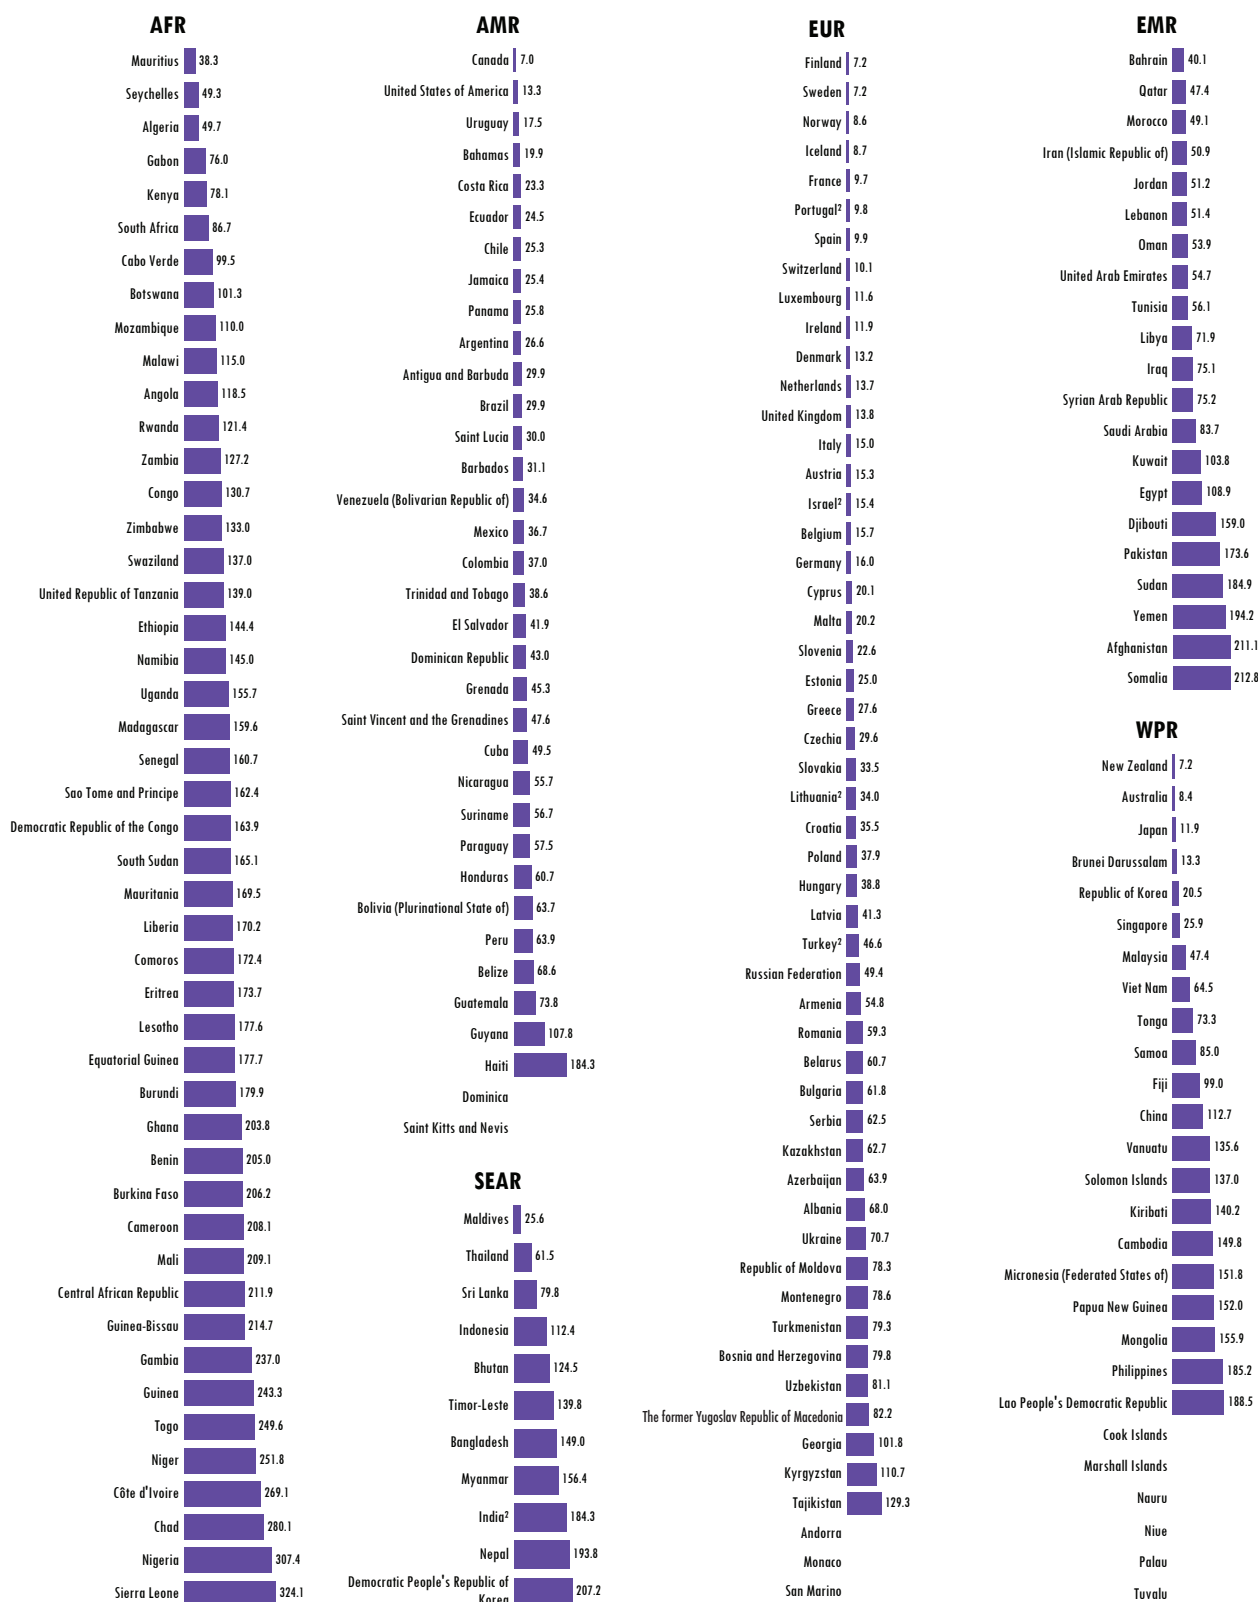 AFR
Mauritius 38.3
Seychelles 49.3
Algeria 49.7
Gabon 76.0
Kenya 78.1
South Africa 86.7
Cabo Verde 99.5
Botswana 101.3
Mozambique 110.0
Malawi 115.0
Angola 118.5
Rwanda 121.4
Zambia 127.2
Congo 130.7
Zimbabwe 133.0
Swaziland 137.0
United Republic of Tanzania 139.0
Ethiopia 144.4
Namibia 145.0
Uganda 155.7
Madagascar 159.6
Senegal 160.7
Sao Tome and Principe 162.4
Democratic Republic of the Congo 163.9
South Sudan 165.1
Mauritania 169.5
Liberia 170.2
Comoros 172.4
Eritrea 173.7
Lesotho 177.6
Equatorial Guinea 177.7
Burundi 179.9
Ghana 203.8
Benin 205.0
Burkina Faso 206.2
Cameroon 208.1
Mali 209.1
Central African Republic 211.9
Guinea-Bissau 214.7
Gambia 237.0
Guinea 243.3
Togo 249.6
Niger 251.8
Côte d'Ivoire 269.1
Chad 280.1
Nigeria 307.4
Sierra Leone 324.1
AMR
Canada 7.0
United States of America 13.3
Uruguay 17.5
Bahamas 19.9
Costa Rica 23.3
Ecuador 24.5
Chile 25.3
Jamaica 25.4
Panama 25.8
Argentina 26.6
Antigua and Barbuda 29.9
Brazil 29.9
Saint Lucia 30.0
Barbados 31.1
Venezuela (Bolivarian Republic of) 34.6
Mexico 36.7
Colombia 37.0
Trinidad and Tobago 38.6
El Salvador 41.9
Dominican Republic 43.0
Grenada 45.3
Saint Vincent and the Grenadines 47.6
Cuba 49.5
Nicaragua 55.7
Suriname 56.7
Paraguay 57.5
Honduras 60.7
Bolivia (Plurinational State of) 63.7
Peru 63.9
Belize 68.6
Guatemala 73.8
Guyana 107.8
Haiti 184.3
Dominica
Saint Kitts and Nevis
SEAR
Maldives 25.6
Thailand 61.5
Sri Lanka 79.8
Indonesia 112.4
Bhutan 124.5
Timor-Leste 139.8
Bangladesh 149.0
Myanmar 156.4
India² 184.3
Nepal 193.8
Democratic People's Republic of
Korea 207.2
EUR
Finland 7.2
Sweden 7.2
Norway 8.6
Iceland 8.7
France 9.7
Portugal² 9.8
Spain 9.9
Switzerland 10.1
Luxembourg 11.6
Ireland 11.9
Denmark 13.2
Netherlands 13.7
United Kingdom 13.8
Italy 15.0
Austria 15.3
Israel² 15.4
Belgium 15.7
Germany 16.0
Cyprus 20.1
Malta 20.2
Slovenia 22.6
Estonia 25.0
Greece 27.6
Czechia 29.6
Slovakia 33.5
Lithuania² 34.0
Croatia 35.5
Poland 37.9
Hungary 38.8
Latvia 41.3
Turkey² 46.6
Russian Federation 49.4
Armenia 54.8
Romania 59.3
Belarus 60.7
Bulgaria 61.8
Serbia 62.5
Kazakhstan 62.7
Azerbaijan 63.9
Albania 68.0
Ukraine 70.7
Republic of Moldova 78.3
Montenegro 78.6
Turkmenistan 79.3
Bosnia and Herzegovina 79.8
Uzbekistan 81.1
The former Yugoslav Republic of Macedonia 82.2
Georgia 101.8
Kyrgyzstan 110.7
Tajikistan 129.3
Andorra
Monaco
San Marino
EMR
Bahrain 40.1
Qatar 47.4
Morocco 49.1
Iran (Islamic Republic of) 50.9
Jordan 51.2
Lebanon 51.4
Oman 53.9
United Arab Emirates 54.7
Tunisia 56.1
Libya 71.9
Iraq 75.1
Syrian Arab Republic 75.2
Saudi Arabia 83.7
Kuwait 103.8
Egypt 108.9
Djibouti 159.0
Pakistan 173.6
Sudan 184.9
Yemen 194.2
Afghanistan 211.1
Somalia 212.8
WPR
New Zealand 7.2
Australia 8.4
Japan 11.9
Brunei Darussalam 13.3
Republic of Korea 20.5
Singapore 25.9
Malaysia 47.4
Viet Nam 64.5
Tonga 73.3
Samoa 85.0
Fiji 99.0
China 112.7
Vanuatu 135.6
Solomon Islands 137.0
Kiribati 140.2
Cambodia 149.8
Micronesia (Federated States of) 151.8
Papua New Guinea 152.0
Mongolia 155.9
Philippines 185.2
Lao People's Democratic Republic 188.5
Cook Islands
Marshall Islands
Nauru
Niue
Palau
Tuvalu